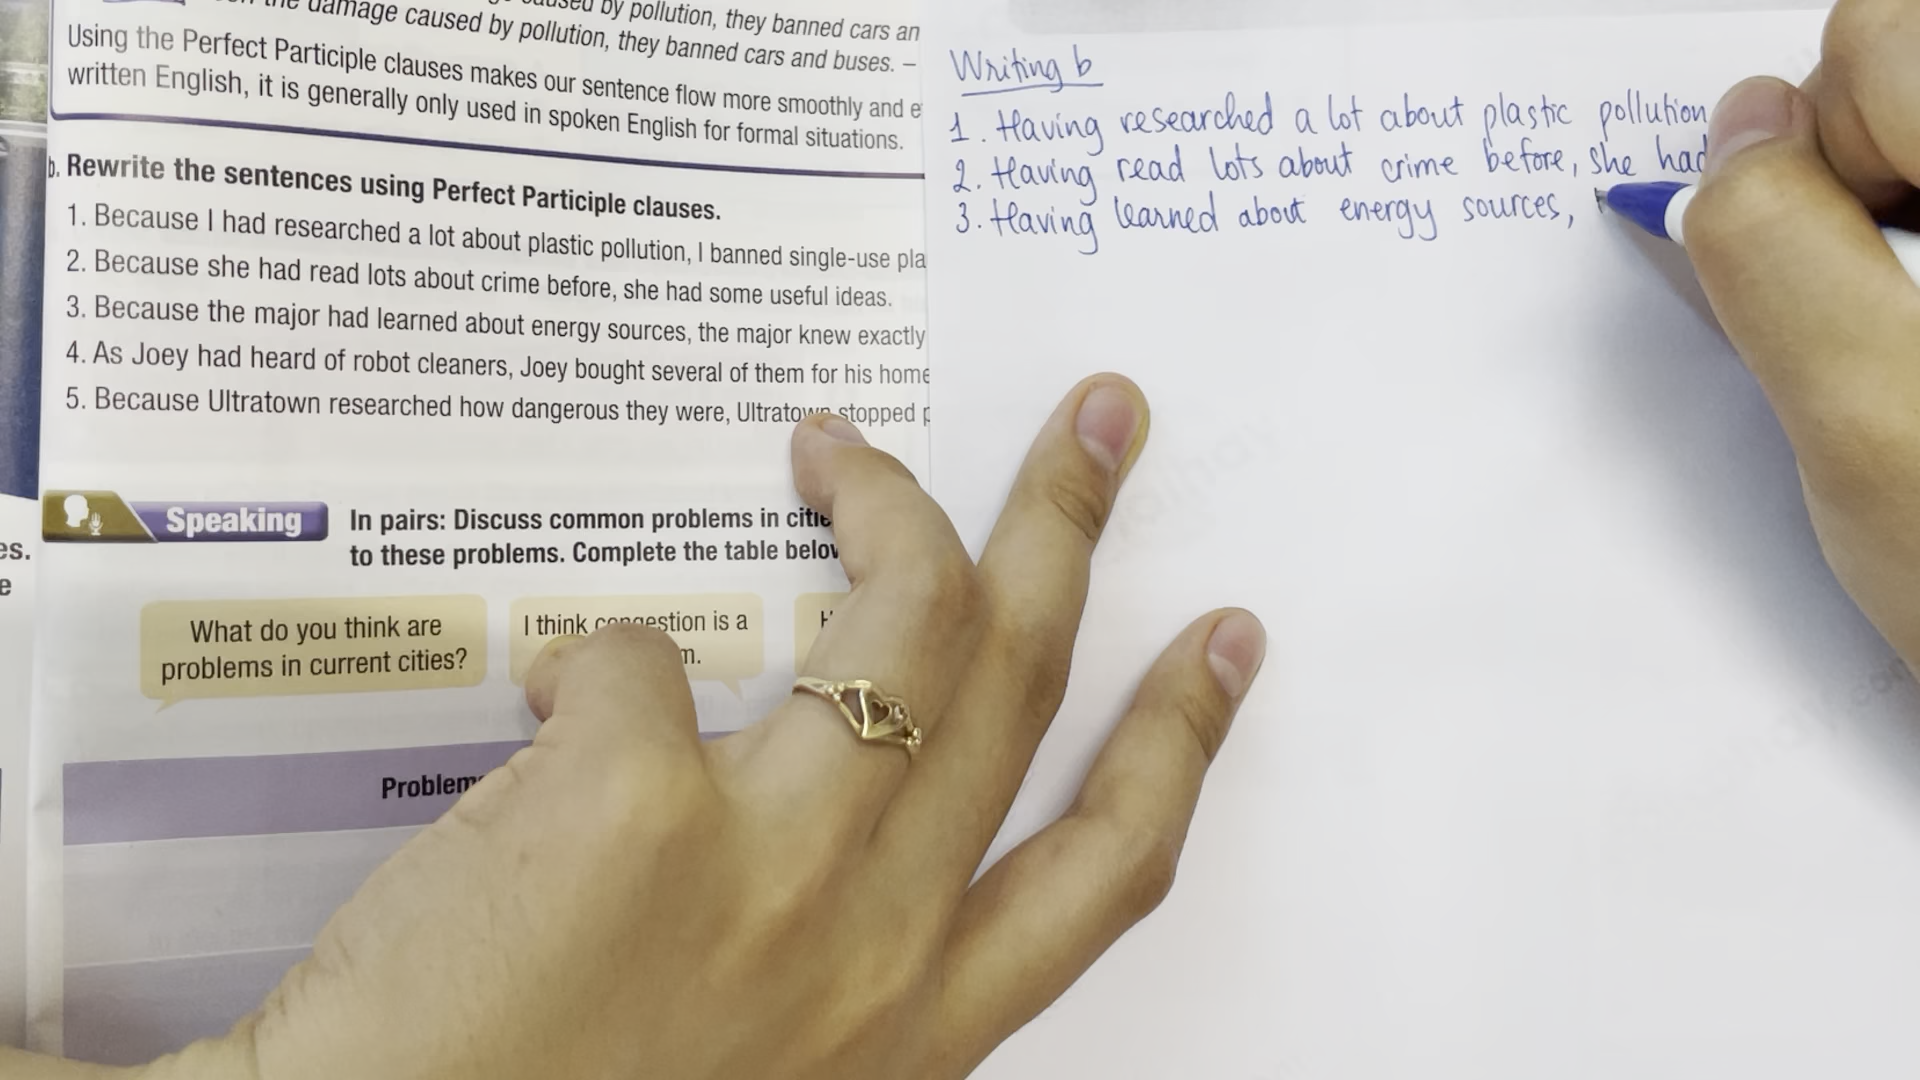 by pollution, they banned cars an
damage caused by pollution, they banned cars and buses. –
Using the Perfect Participle clauses makes our sentence flow more smoothly and e
written English, it is generally only used in spoken English for formal situations.
b. Rewrite the sentences using Perfect Participle clauses.
1. Because I had researched a lot about plastic pollution, I banned single-use pla
2. Because she had read lots about crime before, she had some useful ideas.
3. Because the major had learned about energy sources, the major knew exactly
4. As Joey had heard of robot cleaners, Joey bought several of them for his home
5. Because Ultratown researched how dangerous they were, Ultratown stopped p
es.
e
Speaking
In pairs: Discuss common problems in citie
to these problems. Complete the table below
What do you think are
problems in current cities?
I think congestion is a
m.
Problem
Writing b
1. Having researched a lot about plastic pollution
2. Having read lots about crime before, she had
3. Having learned about energy sources,